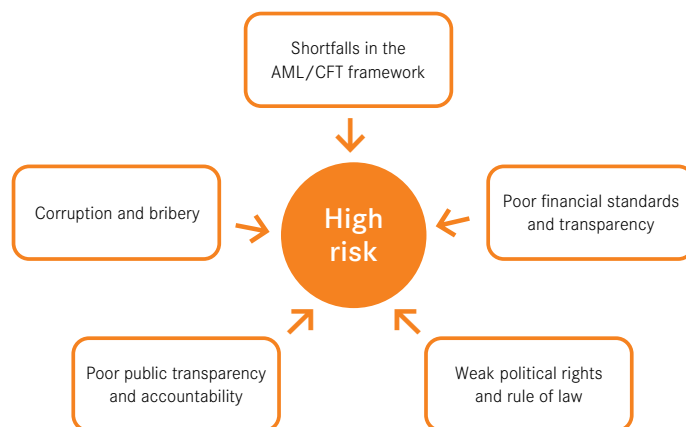 Shortfalls in the
AML/CFT framework
Corruption and bribery
High
risk
Poor financial standards
and transparency
Poor public transparency
and accountability
Weak political rights
and rule of law